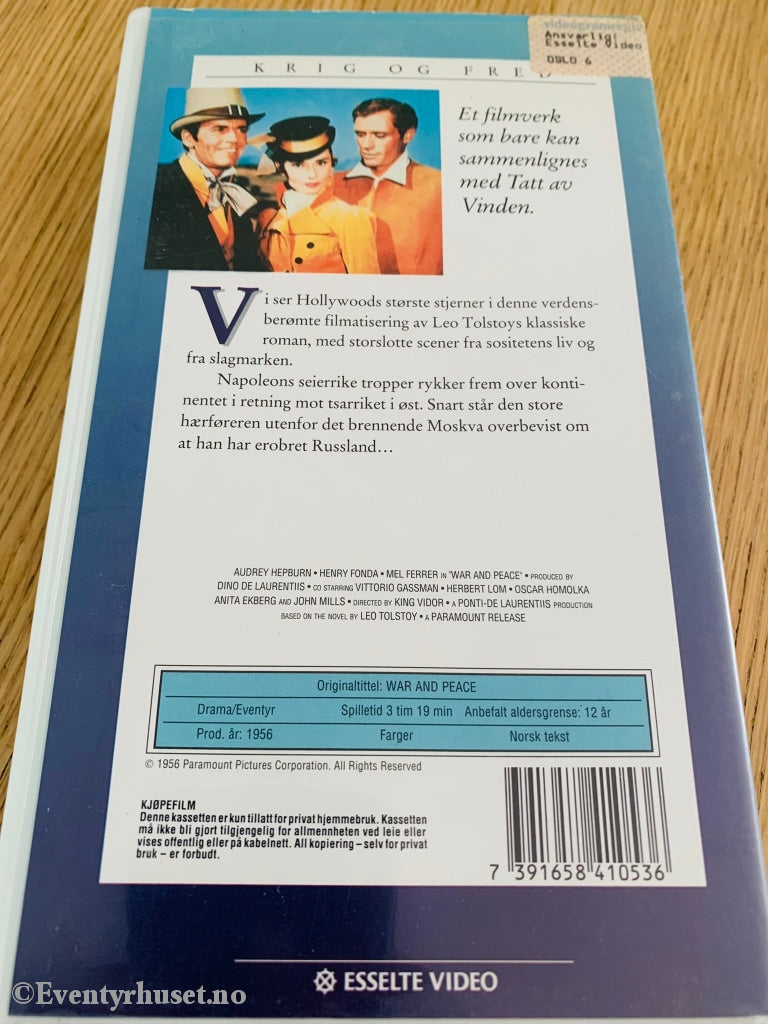 Ansvarlig:
Esselte Video
OSLO 6
KRIG OG FRED
Et filmverk
som bare kan
sammenlignes
med Tatt av
Vinden.
Vi ser Hollywoods største stjerner i denne verdens-
berømte filmatisering av Leo Tolstoys klassiske
roman, med storslotte scener fra sositetens liv og
fra slagmarken.
Napoleons seierrike tropper rykker frem over konti-
nentet i retning mot tsarriket i øst. Snart står den store
hærføreren utenfor det brennende Moskva overbevist om
at han har erobret Russland...
AUDREY HEPBURN • HENRY FONDA • MEL FERRER IN "WAR AND PEACE" • PRODUCED BY
DINO DE LAURENTIIS • CO STARRING VITTORIO GASSMAN • HERBERT LOM • OSCAR HOMOLKA
ANITA EKBERG AND JOHN MILLS • DIRECTED BY KING VIDOR • A PONTI-DE LAURENTIIS PRODUCTION
BASED ON THE NOVEL BY LEO TOLSTOY • A PARAMOUNT RELEASE
Originaltittel: WAR AND PEACE
Drama/Eventyr Spilletid 3 tim 19 min Anbefalt aldersgrense: 12 år
Prod. år: 1956 Farger Norsk tekst
© 1956 Paramount Pictures Corporation. All Rights Reserved
KJØPEFILM
Denne kassetten er kun tillatt for privat hjemmebruk. Kassetten
må ikke bli gjort tilgjengelig for allmennheten ved leie eller
vises offentlig eller på kabelnett. All kopiering – selv for privat
bruk – er forbudt.
7 391658 410536
ESSELTE VIDEO
©Eventyrhuset.no